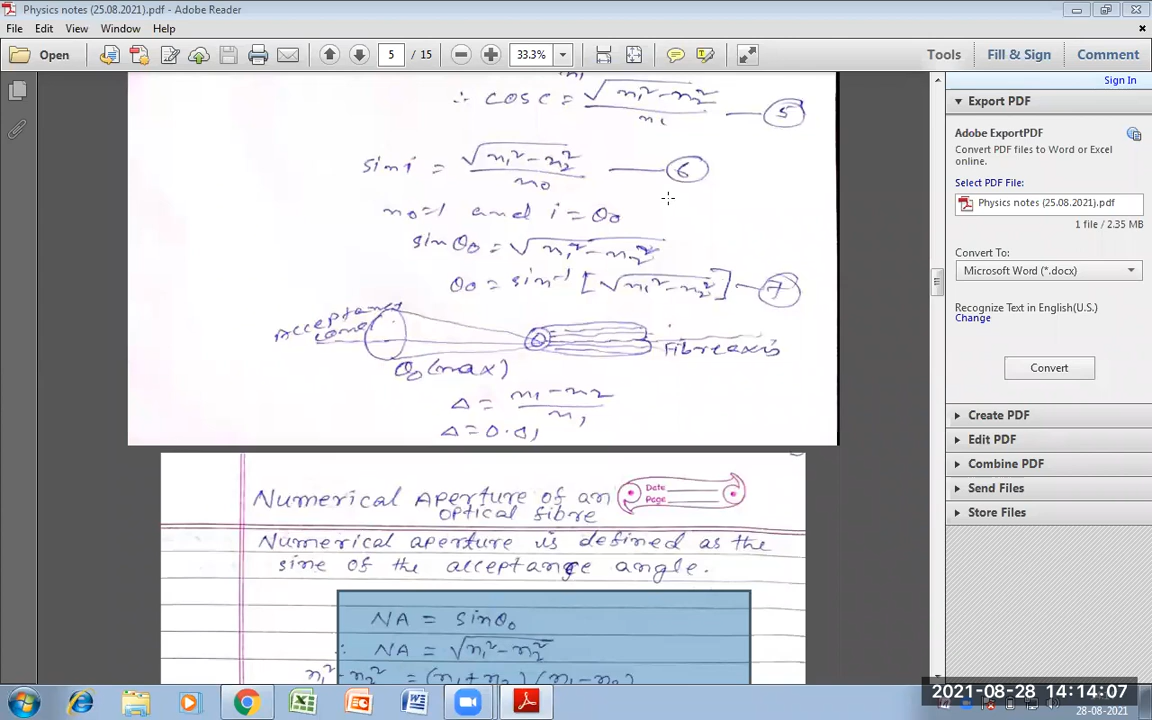 Physics notes (25.08.2021).pdf - Adobe Reader
File Edit View Window Help
Open 5 / 15 33.3% Tools Fill & Sign Comment
Sign In
Export PDF
Adobe ExportPDF
Convert PDF files to Word or Excel online.
Select PDF File:
Physics notes (25.08.2021).pdf
1 file / 2.35 MB
Convert To:
Microsoft Word (*.docx)
Recognize Text in English(U.S.)
Change
Convert
Create PDF
Edit PDF
Combine PDF
Send Files
Store Files
∴ cos c = √(n₁² – n₂²) / n₁ — 5
sin i = √(n₁² – n₂²) / n₀ — 6
n₀ = 1 and i = θ₀
sin θ₀ = √(n₁² – n₂²)
θ₀ = sin⁻¹ [√(n₁² – n₂²)] — 7
Acceptance
cone
Fibre axis
θ₀ (max)
Δ = (n₁ – n₂) / n₁
Numerical Aperture of an
optical fibre
Date
Page
Numerical aperture is defined as the
sine of the acceptance angle.
NA = sin θ₀
∴ NA = √(n₁² – n₂²)
n₁² – n₂² = (n₁ + n₂) (n₁ – n₂)
2021-08-28 14:14:07
28-08-2021